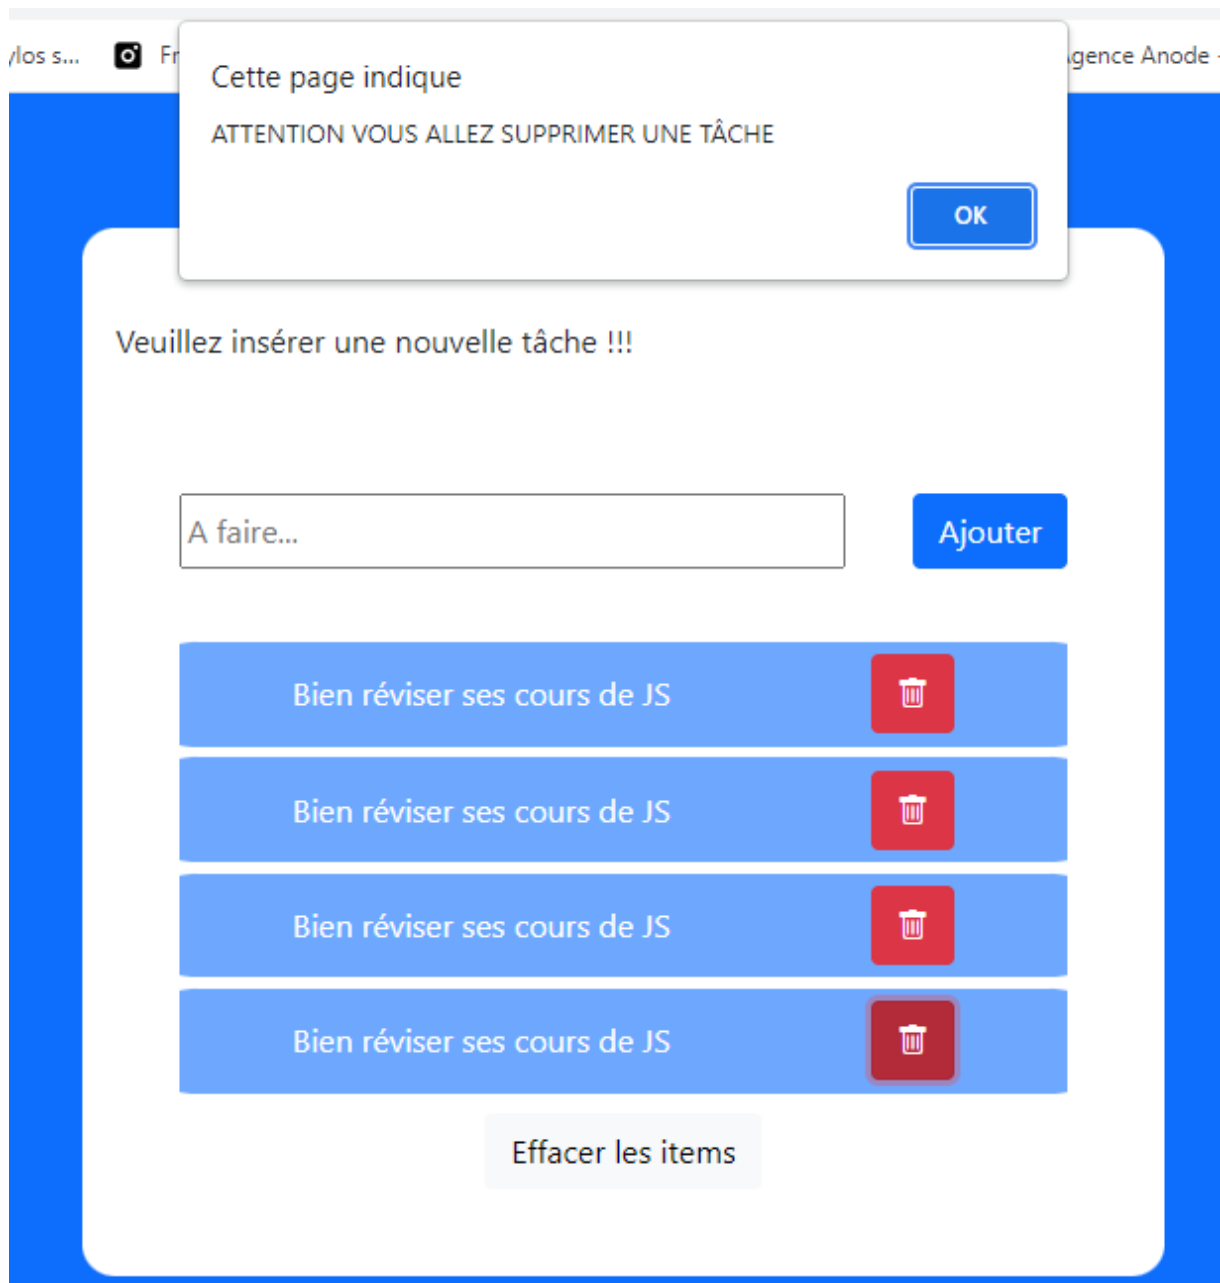 ylos s...
Fr
Agence Anode -
Cette page indique
ATTENTION VOUS ALLEZ SUPPRIMER UNE TÂCHE
OK
Veuillez insérer une nouvelle tâche !!!
A faire...
Ajouter
Bien réviser ses cours de JS
Bien réviser ses cours de JS
Bien réviser ses cours de JS
Bien réviser ses cours de JS
Effacer les items